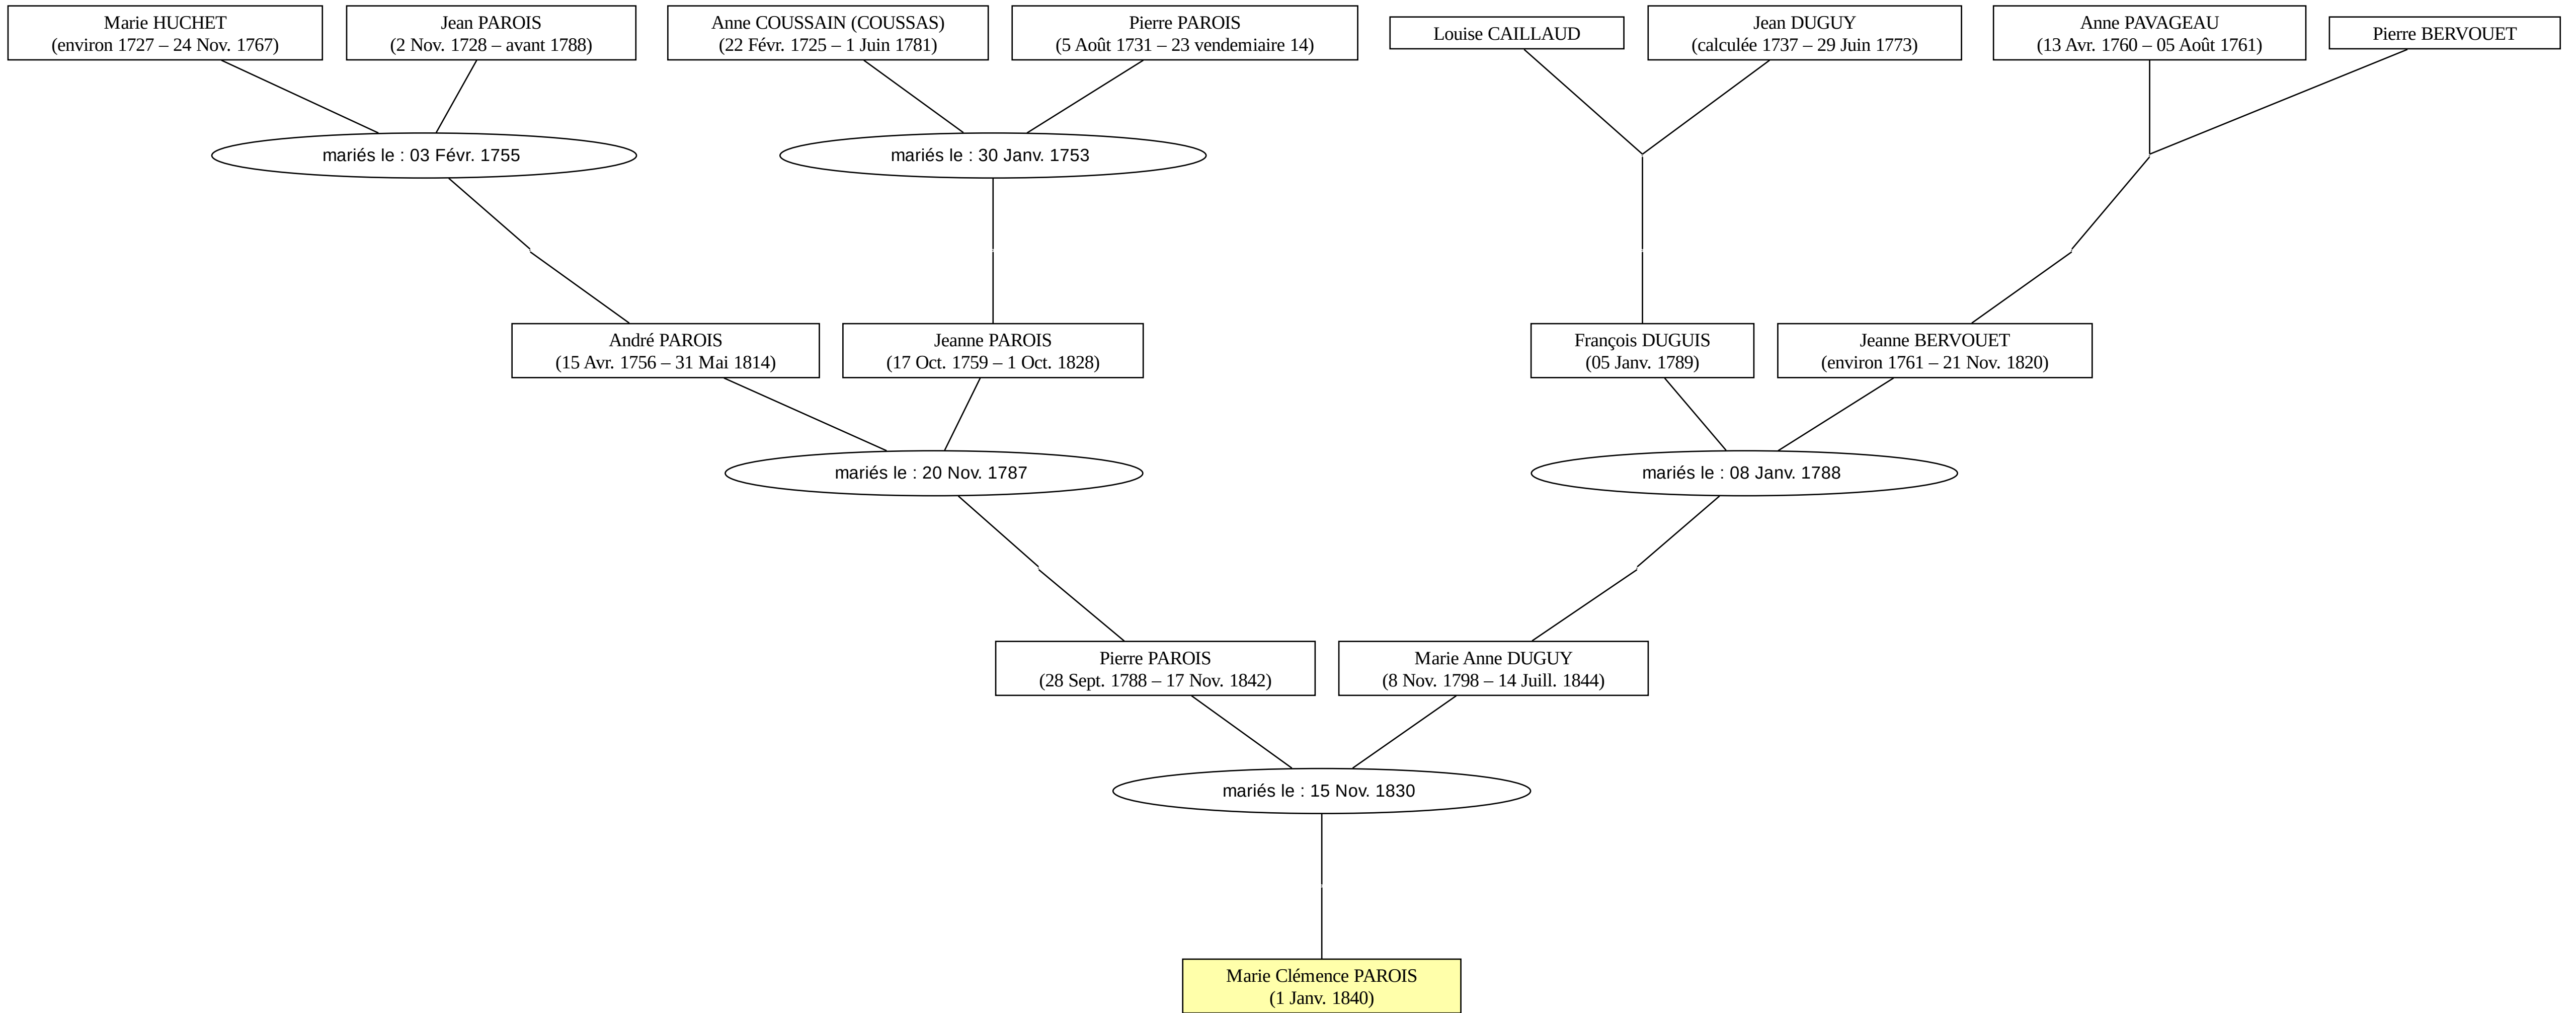 Marie HUCHET
(environ 1727 – 24 Nov. 1767)
Jean PAROIS
(2 Nov. 1728 – avant 1788)
Anne COUSSAIN (COUSSAS)
(22 Févr. 1725 – 1 Juin 1781)
Pierre PAROIS
(5 Août 1731 – 23 vendemiaire 14)
Louise CAILLAUD
Jean DUGUY
(calculée 1737 – 29 Juin 1773)
Anne PAVAGEAU
(13 Avr. 1760 – 05 Août 1761)
Pierre BERVOUET
mariés le : 03 Févr. 1755
mariés le : 30 Janv. 1753
André PAROIS
(15 Avr. 1756 – 31 Mai 1814)
Jeanne PAROIS
(17 Oct. 1759 – 1 Oct. 1828)
François DUGUIS
(05 Janv. 1789)
Jeanne BERVOUET
(environ 1761 – 21 Nov. 1820)
mariés le : 20 Nov. 1787
mariés le : 08 Janv. 1788
Pierre PAROIS
(28 Sept. 1788 – 17 Nov. 1842)
Marie Anne DUGUY
(8 Nov. 1798 – 14 Juill. 1844)
mariés le : 15 Nov. 1830
Marie Clémence PAROIS
(1 Janv. 1840)